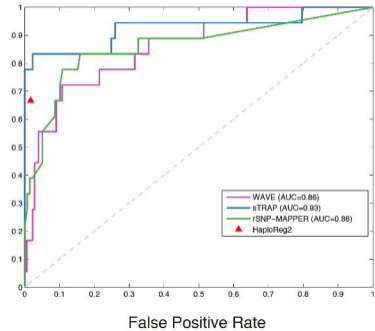 1
0.9
0.8
0.7
0.6
0.5
0.4
0.3
0.2
0.1
0
0 0.1 0.2 0.3 0.4 0.5 0.6 0.7 0.8 0.9 1
WAVE (AUC=0.86)
sTRAP (AUC=0.93)
rSNP-MAPPER (AUC=0.86)
HaploReg2
False Positive Rate